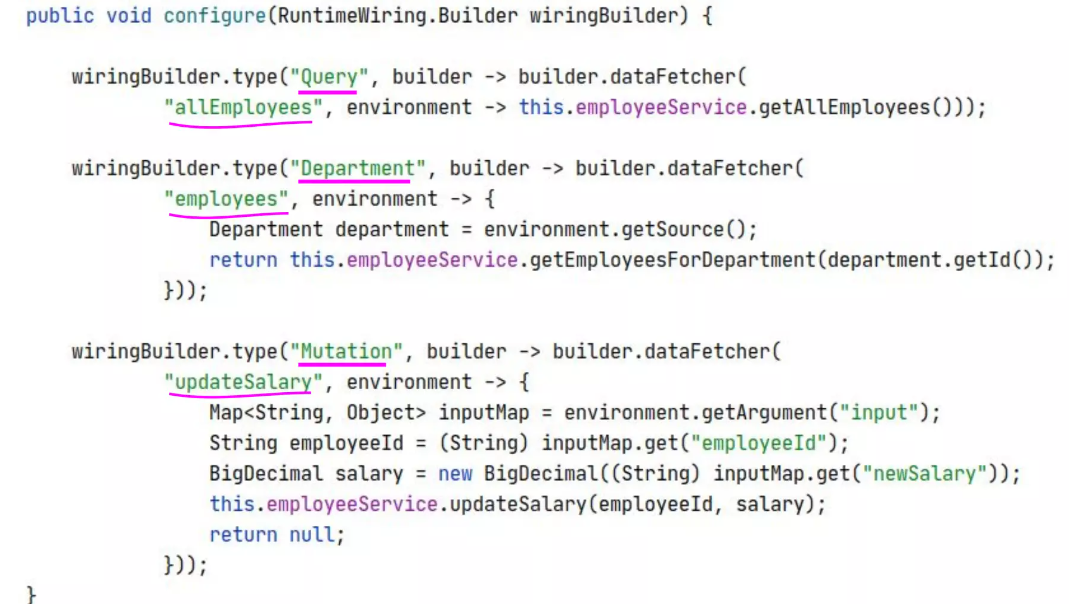 public void configure(RuntimeWiring.Builder wiringBuilder) {
wiringBuilder.type("Query", builder -> builder.dataFetcher(
"allEmployees", environment -> this.employeeService.getAllEmployees()));
wiringBuilder.type("Department", builder -> builder.dataFetcher(
"employees", environment -> {
Department department = environment.getSource();
return this.employeeService.getEmployeesForDepartment(department.getId());
}));
wiringBuilder.type("Mutation", builder -> builder.dataFetcher(
"updateSalary", environment -> {
Map<String, Object> inputMap = environment.getArgument("input");
String employeeId = (String) inputMap.get("employeeId");
BigDecimal salary = new BigDecimal((String) inputMap.get("newSalary"));
this.employeeService.updateSalary(employeeId, salary);
return null;
}));
}